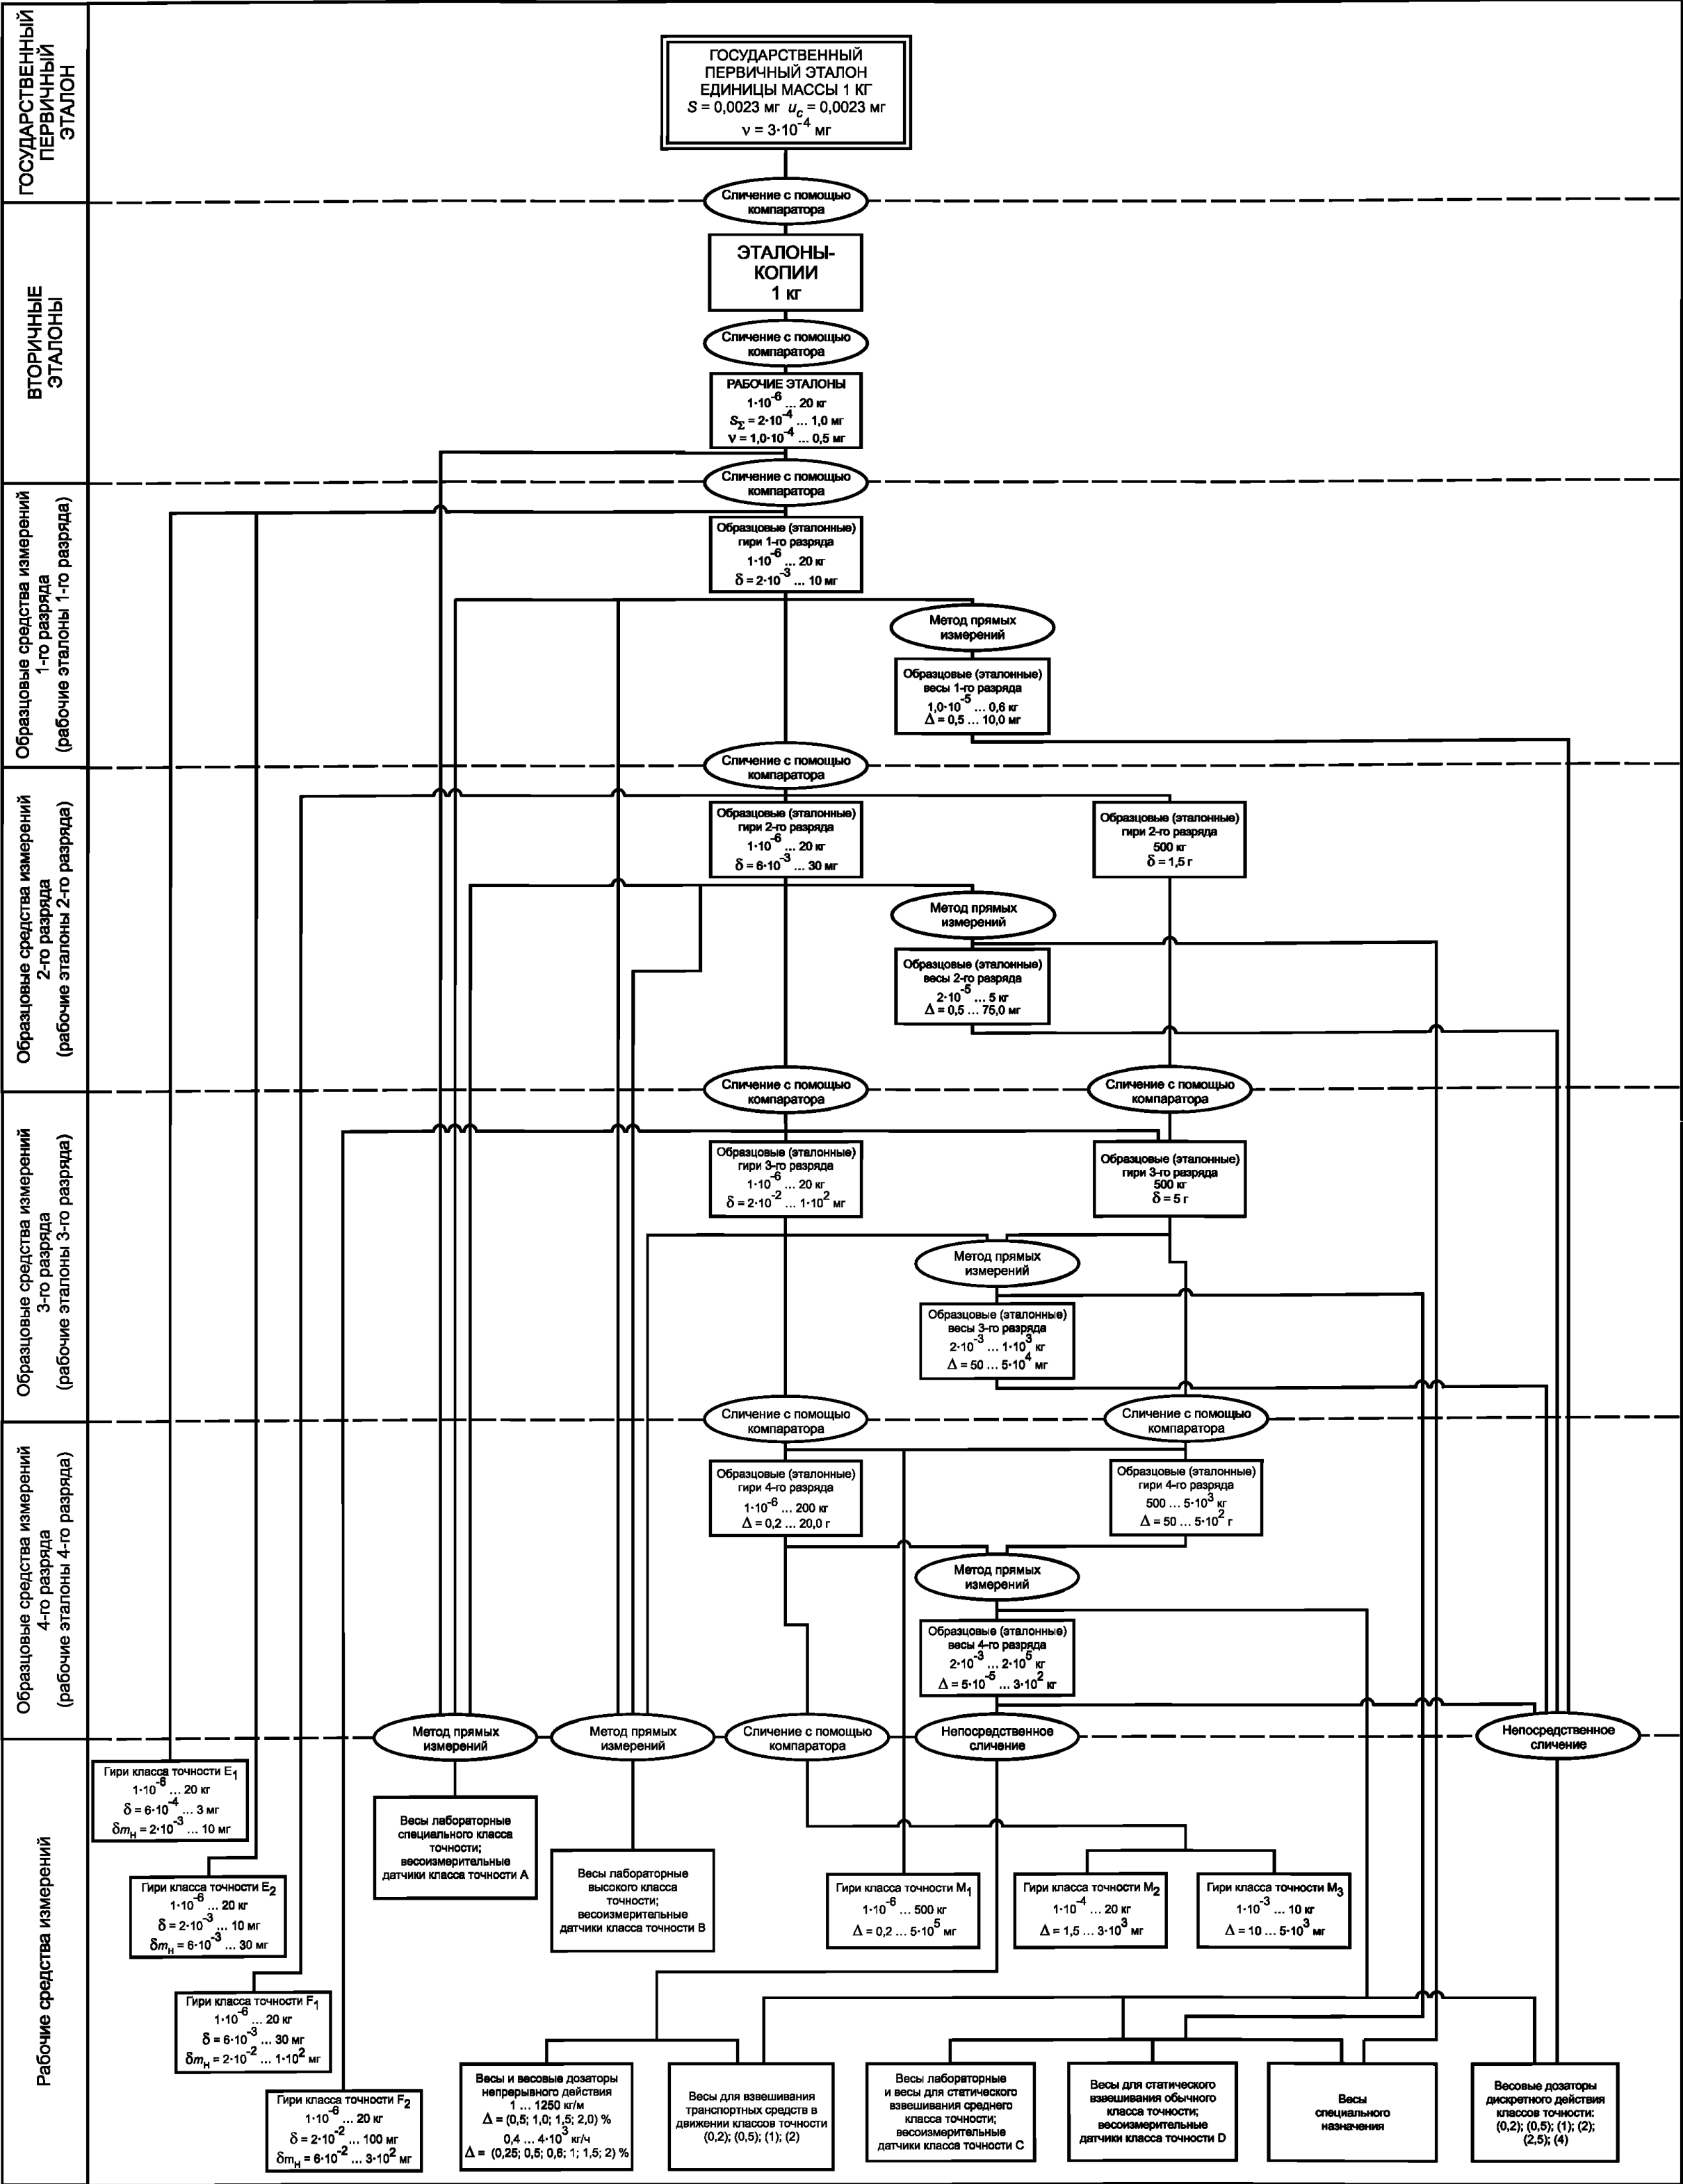 ГОСУДАРСТВЕННЫЙ
ПЕРВИЧНЫЙ
ЭТАЛОН
ГОСУДАРСТВЕННЫЙ
ПЕРВИЧНЫЙ ЭТАЛОН
ЕДИНИЦЫ МАССЫ 1 КГ
S = 0,0023 мг u_c = 0,0023 мг
ν = 3·10^-4 мг
Сличение с помощью
компаратора
ВТОРИЧНЫЕ
ЭТАЛОНЫ
ЭТАЛОНЫ-
КОПИИ
1 кг
Сличение с помощью
компаратора
РАБОЧИЕ ЭТАЛОНЫ
1·10^-6 ... 20 кг
S_Σ = 2·10^-4 ... 1,0 мг
ν = 1,0·10^-4 ... 0,5 мг
Сличение с помощью
компаратора
Образцовые средства измерений
1-го разряда
(рабочие эталоны 1-го разряда)
Образцовые (эталонные)
гири 1-го разряда
1·10^-6 ... 20 кг
δ = 2·10^-3 ... 10 мг
Метод прямых
измерений
Образцовые (эталонные)
весы 1-го разряда
1,0·10^-5 ... 0,6 кг
Δ = 0,5 ... 10,0 мг
Сличение с помощью
компаратора
Образцовые средства измерений
2-го разряда
(рабочие эталоны 2-го разряда)
Образцовые (эталонные)
гири 2-го разряда
1·10^-6 ... 20 кг
δ = 6·10^-3 ... 30 мг
Образцовые (эталонные)
гири 2-го разряда
500 кг
δ = 1,5 г
Метод прямых
измерений
Образцовые (эталонные)
весы 2-го разряда
2·10^-5 ... 5 кг
Δ = 0,5 ... 75,0 мг
Сличение с помощью
компаратора
Сличение с помощью
компаратора
Образцовые средства измерений
3-го разряда
(рабочие эталоны 3-го разряда)
Образцовые (эталонные)
гири 3-го разряда
1·10^-6 ... 20 кг
δ = 2·10^-2 ... 1·10^2 мг
Образцовые (эталонные)
гири 3-го разряда
500 кг
δ = 5 г
Метод прямых
измерений
Образцовые (эталонные)
весы 3-го разряда
2·10^-3 ... 1·10^3 кг
Δ = 50 ... 5·10^4 мг
Сличение с помощью
компаратора
Сличение с помощью
компаратора
Образцовые средства измерений
4-го разряда
(рабочие эталоны 4-го разряда)
Образцовые (эталонные)
гири 4-го разряда
1·10^-6 ... 200 кг
Δ = 0,2 ... 20,0 г
Образцовые (эталонные)
гири 4-го разряда
500 ... 5·10^3 кг
Δ = 50 ... 5·10^2 г
Метод прямых
измерений
Образцовые (эталонные)
весы 4-го разряда
2·10^-3 ... 2·10^5 кг
Δ = 5·10^-5 ... 3·10^2 кг
Метод прямых
измерений
Метод прямых
измерений
Сличение с помощью
компаратора
Непосредственное
сличение
Непосредственное
сличение
Рабочие средства измерений
Гири класса точности E_1
1·10^-6 ... 20 кг
δ = 6·10^-4 ... 3 мг
δm_н = 2·10^-3 ... 10 мг
Гири класса точности E_2
1·10^-6 ... 20 кг
δ = 2·10^-3 ... 10 мг
δm_н = 6·10^-3 ... 30 мг
Гири класса точности F_1
1·10^-6 ... 20 кг
δ = 6·10^-3 ... 30 мг
δm_н = 2·10^-2 ... 1·10^2 мг
Гири класса точности F_2
1·10^-6 ... 20 кг
δ = 2·10^-2 ... 100 мг
δm_н = 6·10^-2 ... 3·10^2 мг
Весы лабораторные
специального класса
точности;
весоизмерительные
датчики класса точности А
Весы лабораторные
высокого класса
точности;
весоизмерительные
датчики класса точности В
Гири класса точности М_1
1·10^-6 ... 500 кг
Δ = 0,2 ... 5·10^5 мг
Гири класса точности М_2
1·10^-4 ... 20 кг
Δ = 1,5 ... 3·10^3 мг
Гири класса точности М_3
1·10^-3 ... 10 кг
Δ = 10 ... 5·10^3 мг
Весы и весовые дозаторы
непрерывного действия
1 ... 1250 кг/м
Δ = (0,5; 1,0; 1,5; 2,0) %
0,4 ... 4·10^3 кг/ч
Δ = (0,25; 0,5; 0,6; 1; 1,5; 2) %
Весы для взвешивания
транспортных средств в
движении классов точности
(0,2); (0,5); (1); (2)
Весы лабораторные
и весы для статического
взвешивания среднего
класса точности;
весоизмерительные
датчики класса точности С
Весы для статического
взвешивания обычного
класса точности;
весоизмерительные
датчики класса точности D
Весы
специального
назначения
Весовые дозаторы
дискретного действия
классов точности:
(0,2); (0,5); (1); (2);
(2,5); (4)